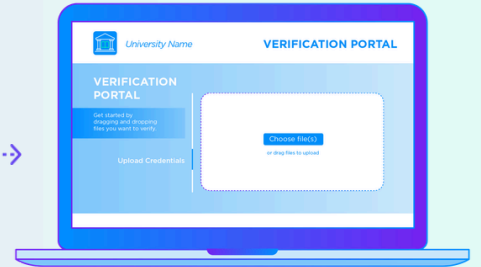 University Name
VERIFICATION PORTAL
VERIFICATION
PORTAL
Get started by
dragging and dropping
files you want to verify.
Upload Credentials
Choose file(s)
or drag files to upload